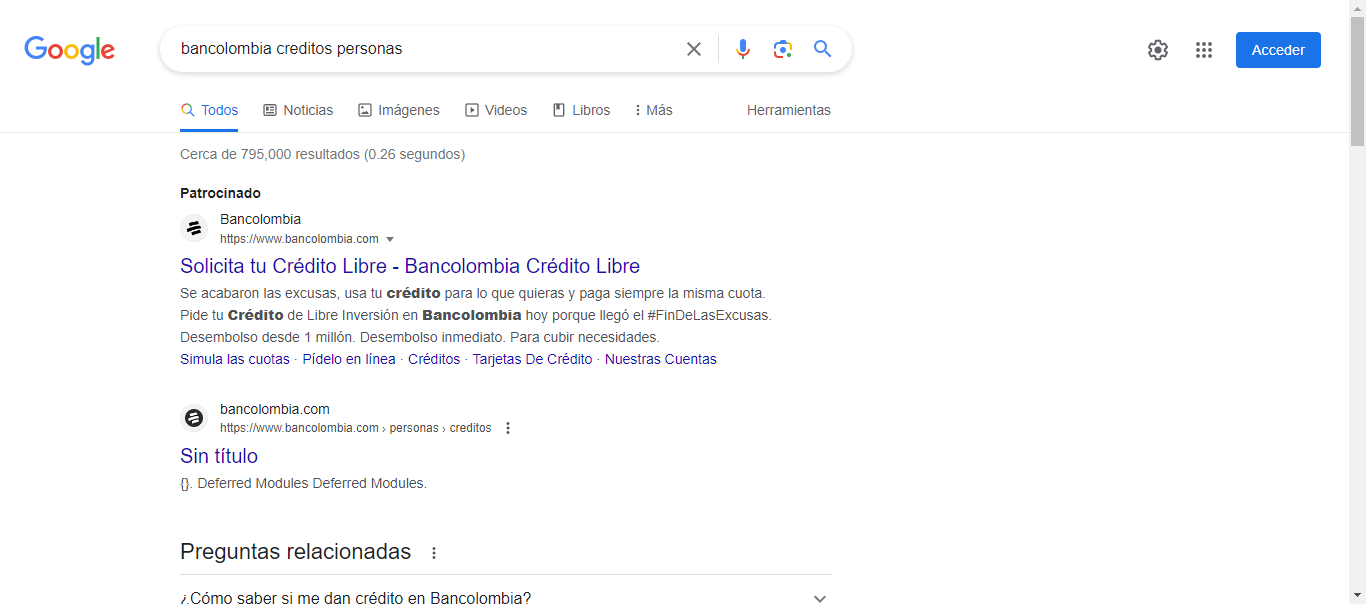 Google
bancolombia creditos personas
Acceder
Todos Noticias Imágenes Videos Libros Más Herramientas
Cerca de 795,000 resultados (0.26 segundos)
Patrocinado
Bancolombia
https://www.bancolombia.com
Solicita tu Crédito Libre - Bancolombia Crédito Libre
Se acabaron las excusas, usa tu crédito para lo que quieras y paga siempre la misma cuota.
Pide tu Crédito de Libre Inversión en Bancolombia hoy porque llegó el #FinDeLasExcusas.
Desembolso desde 1 millón. Desembolso inmediato. Para cubir necesidades.
Simula las cuotas · Pídelo en línea · Créditos · Tarjetas De Crédito · Nuestras Cuentas
bancolombia.com
https://www.bancolombia.com › personas › creditos
Sin título
{}. Deferred Modules Deferred Modules.
Preguntas relacionadas
¿Cómo saber si me dan crédito en Bancolombia?